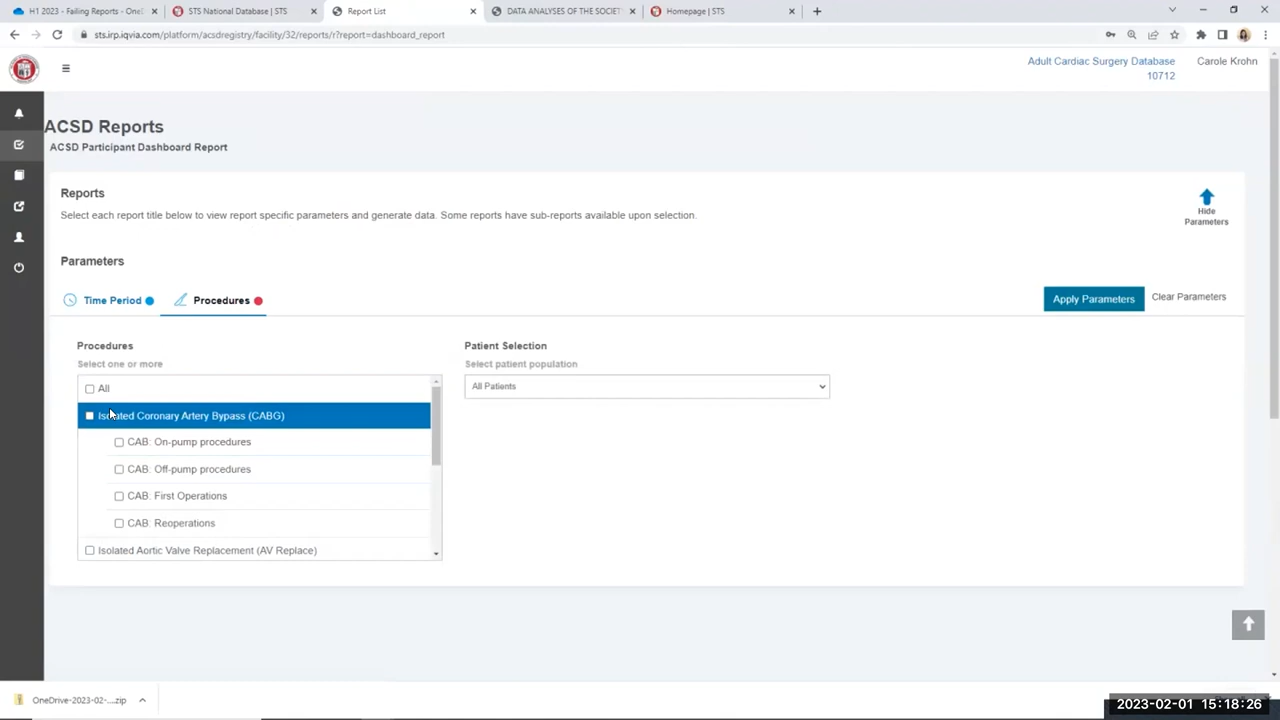 H1 2023 - Failing Reports - OneD
STS National Database | STS
Report List
DATA ANALYSES OF THE SOCIET
Homepage | STS
sts.irp.iqvia.com/platform/acsdregistry/facility/32/reports/r?report=dashboard_report
Adult Cardiac Surgery Database
10712
Carole Krohn
ACSD Reports
ACSD Participant Dashboard Report
Reports
Select each report title below to view report specific parameters and generate data. Some reports have sub-reports available upon selection.
Hide
Parameters
Parameters
Time Period
Procedures
Apply Parameters
Clear Parameters
Procedures
Select one or more
All
Isolated Coronary Artery Bypass (CABG)
CAB: On-pump procedures
CAB: Off-pump procedures
CAB: First Operations
CAB: Reoperations
Isolated Aortic Valve Replacement (AV Replace)
Patient Selection
Select patient population
All Patients
OneDrive-2023-02-....zip
2023-02-01 15:18:26